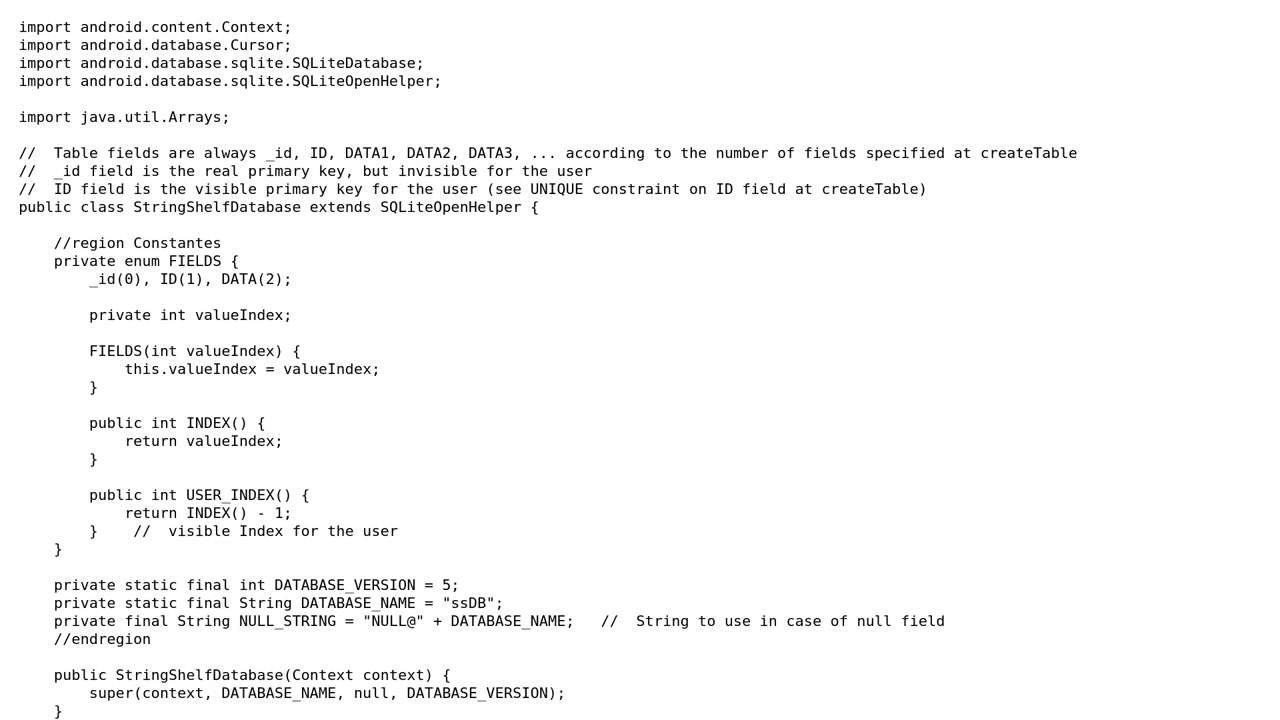 import android.content.Context;
import android.database.Cursor;
import android.database.sqlite.SQLiteDatabase;
import android.database.sqlite.SQLiteOpenHelper;

import java.util.Arrays;

//  Table fields are always _id, ID, DATA1, DATA2, DATA3, ... according to the number of fields specified at createTable
//  _id field is the real primary key, but invisible for the user
//  ID field is the visible primary key for the user (see UNIQUE constraint on ID field at createTable)
public class StringShelfDatabase extends SQLiteOpenHelper {

    //region Constantes
    private enum FIELDS {
        _id(0), ID(1), DATA(2);

        private int valueIndex;

        FIELDS(int valueIndex) {
            this.valueIndex = valueIndex;
        }

        public int INDEX() {
            return valueIndex;
        }

        public int USER_INDEX() {
            return INDEX() - 1;
        }    //  visible Index for the user
    }

    private static final int DATABASE_VERSION = 5;
    private static final String DATABASE_NAME = "ssDB";
    private final String NULL_STRING = "NULL@" + DATABASE_NAME;   //  String to use in case of null field
    //endregion

    public StringShelfDatabase(Context context) {
        super(context, DATABASE_NAME, null, DATABASE_VERSION);
    }